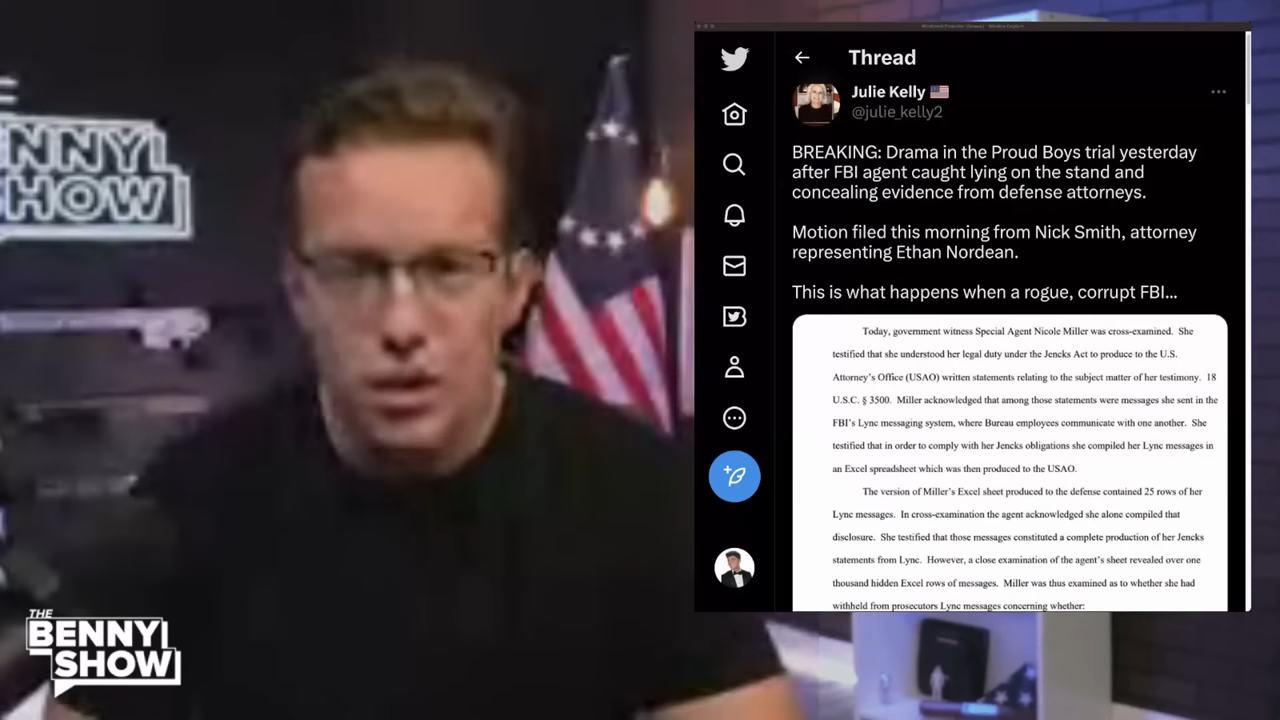 NNY
SHOW
THE
BENNY
SHOW
Thread
Julie Kelly
@julie_kelly2
BREAKING: Drama in the Proud Boys trial yesterday
after FBI agent caught lying on the stand and
concealing evidence from defense attorneys.
Motion filed this morning from Nick Smith, attorney
representing Ethan Nordean.
This is what happens when a rogue, corrupt FBI...
Today, government witness Special Agent Nicole Miller was cross-examined. She
testified that she understood her legal duty under the Jencks Act to produce to the U.S.
Attorney's Office (USAO) written statements relating to the subject matter of her testimony. 18
U.S.C. § 3500. Miller acknowledged that among those statements were messages she sent in the
FBI's Lync messaging system, where Bureau employees communicate with one another. She
testified that in order to comply with her Jencks obligations she compiled her Lync messages in
an Excel spreadsheet which was then produced to the USAO.
The version of Miller's Excel sheet produced to the defense contained 25 rows of her
Lync messages. In cross-examination the agent acknowledged she alone compiled that
disclosure. She testified that those messages constituted a complete production of her Jencks
statements from Lync. However, a close examination of the agent's sheet revealed over one
thousand hidden Excel rows of messages. Miller was thus examined as to whether she had
withheld from prosecutors Lync messages concerning whether: